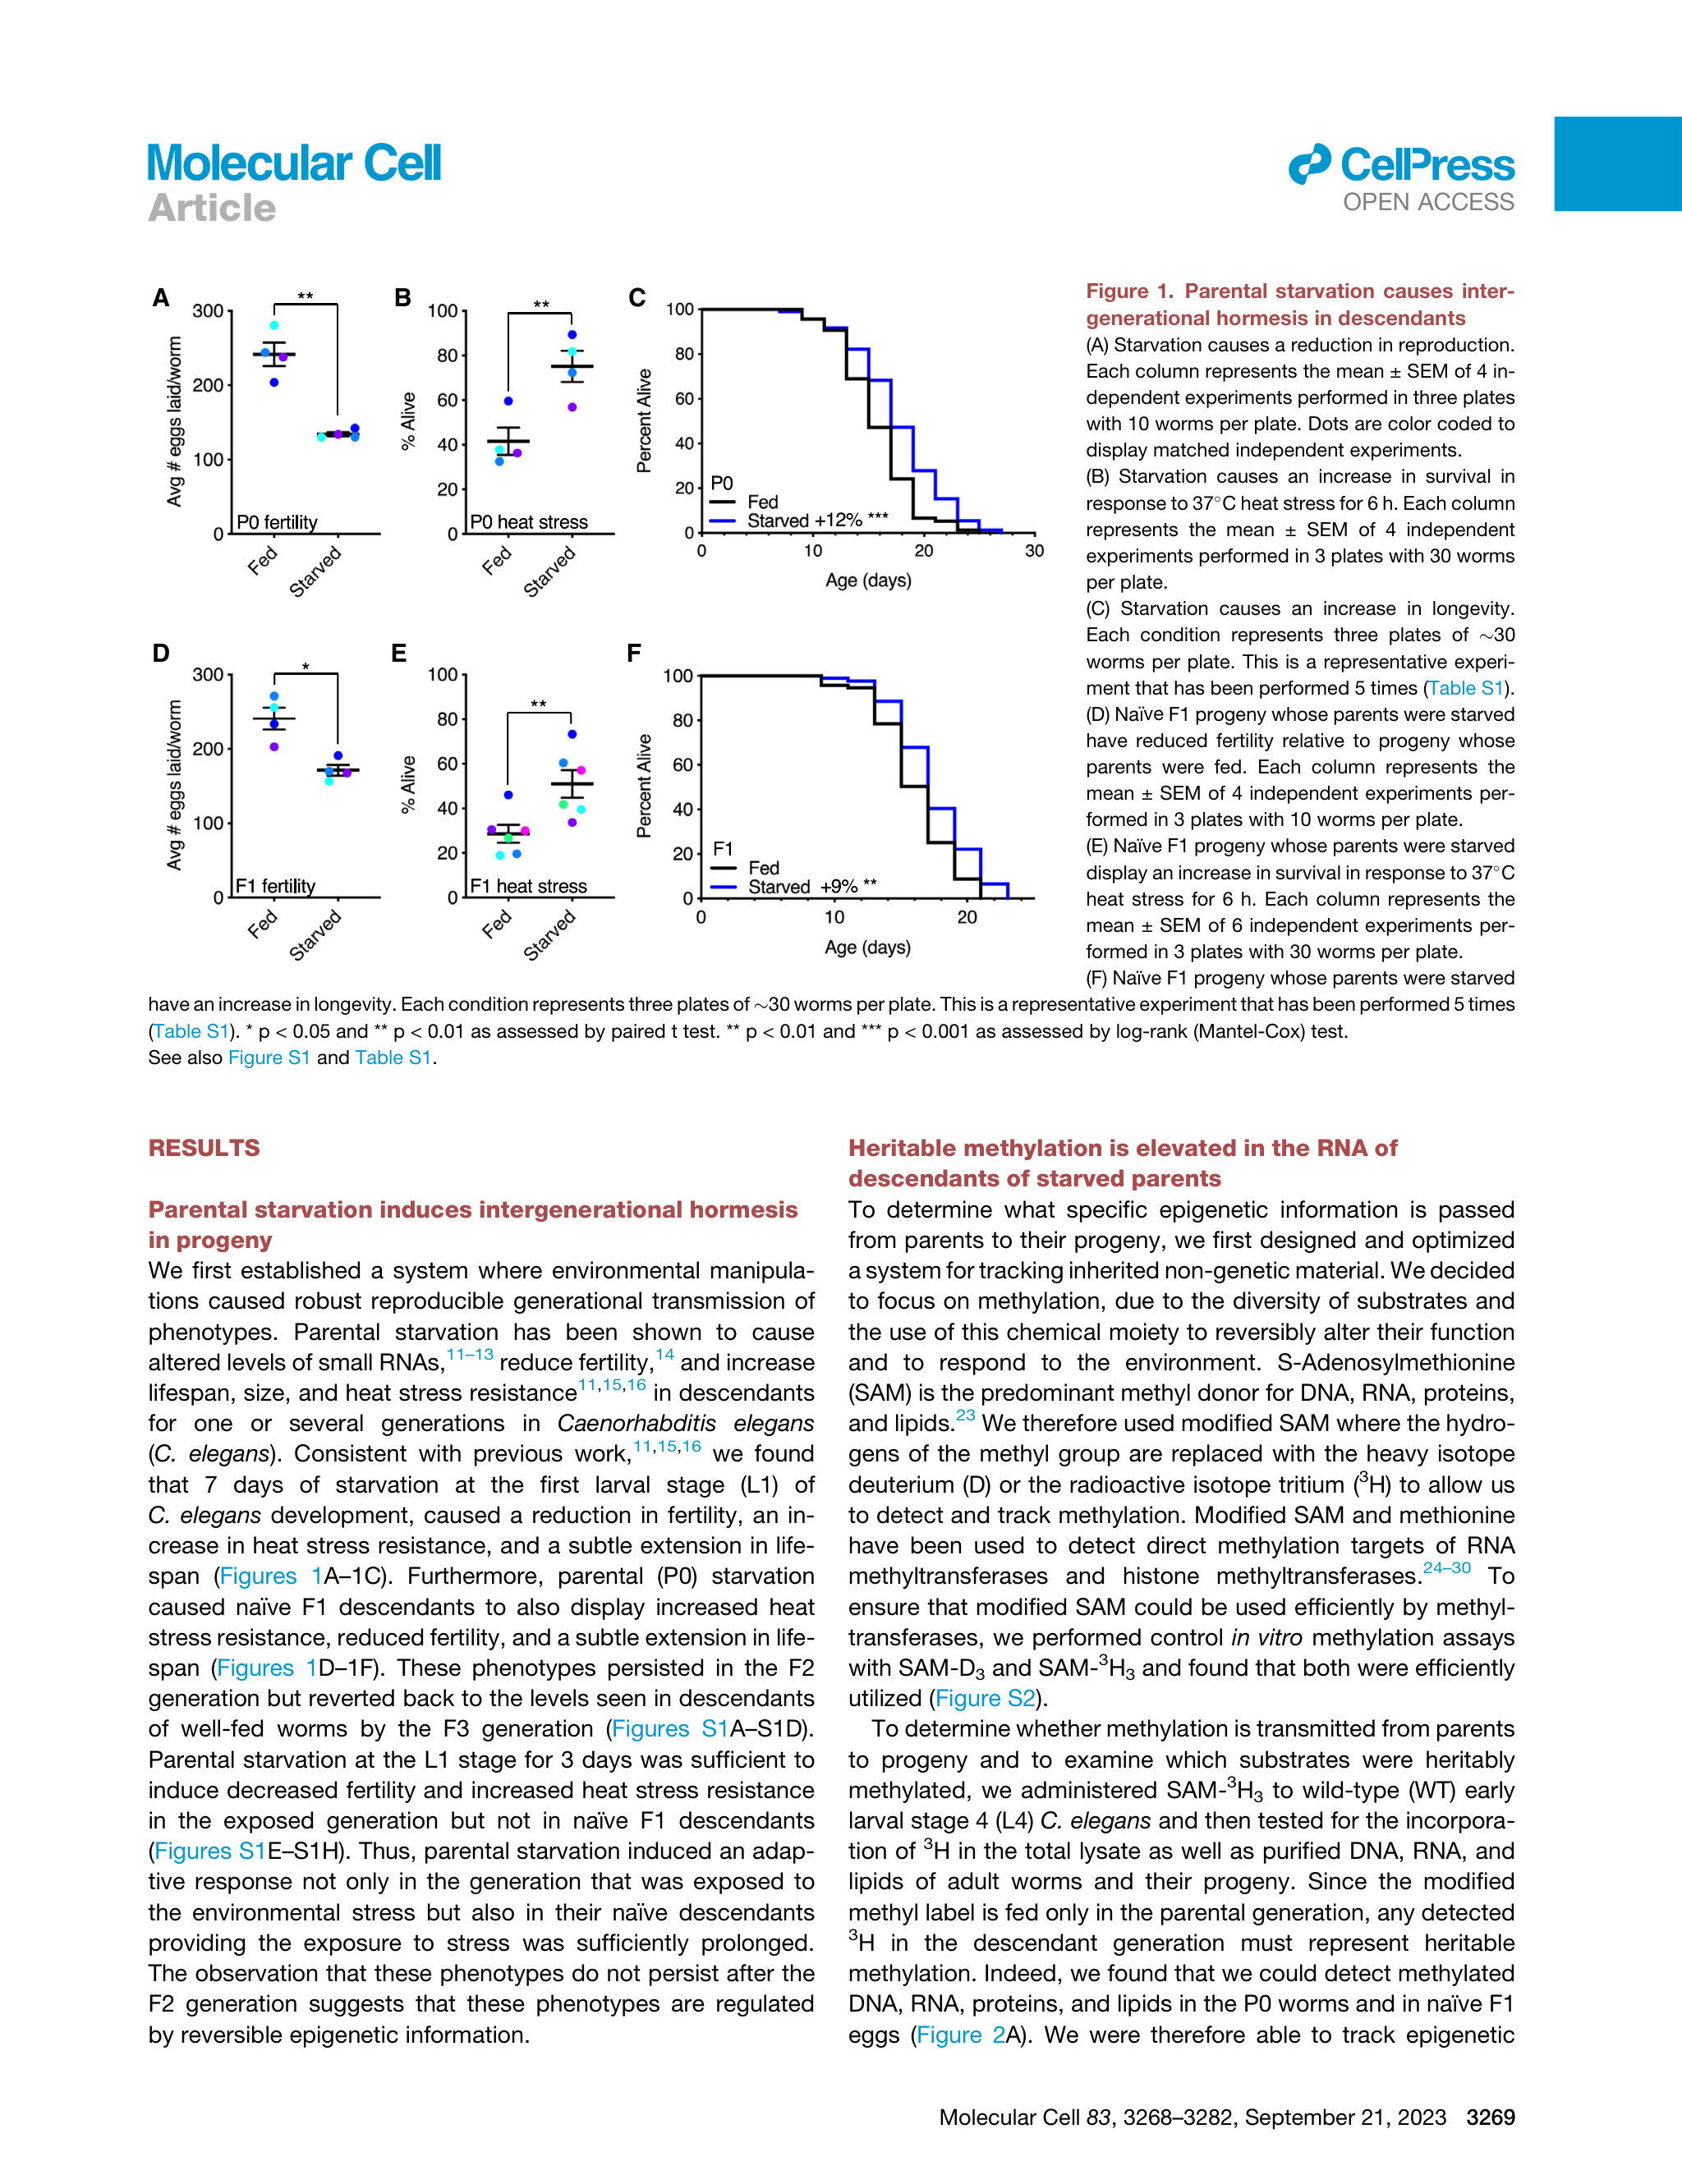 Molecular Cell
Article
CellPress
OPEN ACCESS
A
300
200
100
0
Avg # eggs laid/worm
**
P0 fertility
Fed
Starved
B
100
80
60
40
20
0
% Alive
**
P0 heat stress
Fed
Starved
C
100
80
60
40
20
0
Percent Alive
P0
Fed
Starved +12% ***
0
10
20
30
Age (days)
D
300
200
100
0
Avg # eggs laid/worm
*
F1 fertility
Fed
Starved
E
100
80
60
40
20
0
% Alive
**
F1 heat stress
Fed
Starved
F
100
80
60
40
20
0
Percent Alive
F1
Fed
Starved +9% **
0
10
20
Age (days)
Figure 1. Parental starvation causes inter-
generational hormesis in descendants
(A) Starvation causes a reduction in reproduction.
Each column represents the mean ± SEM of 4 in-
dependent experiments performed in three plates
with 10 worms per plate. Dots are color coded to
display matched independent experiments.
(B) Starvation causes an increase in survival in
response to 37°C heat stress for 6 h. Each column
represents the mean ± SEM of 4 independent
experiments performed in 3 plates with 30 worms
per plate.
(C) Starvation causes an increase in longevity.
Each condition represents three plates of ~30
worms per plate. This is a representative experi-
ment that has been performed 5 times (Table S1).
(D) Naïve F1 progeny whose parents were starved
have reduced fertility relative to progeny whose
parents were fed. Each column represents the
mean ± SEM of 4 independent experiments per-
formed in 3 plates with 10 worms per plate.
(E) Naïve F1 progeny whose parents were starved
display an increase in survival in response to 37°C
heat stress for 6 h. Each column represents the
mean ± SEM of 6 independent experiments per-
formed in 3 plates with 30 worms per plate.
(F) Naïve F1 progeny whose parents were starved
have an increase in longevity. Each condition represents three plates of ~30 worms per plate. This is a representative experiment that has been performed 5 times
(Table S1). * p < 0.05 and ** p < 0.01 as assessed by paired t test. ** p < 0.01 and *** p < 0.001 as assessed by log-rank (Mantel-Cox) test.
See also Figure S1 and Table S1.
RESULTS
Parental starvation induces intergenerational hormesis
in progeny
We first established a system where environmental manipula-
tions caused robust reproducible generational transmission of
phenotypes. Parental starvation has been shown to cause
altered levels of small RNAs,11–13 reduce fertility,14 and increase
lifespan, size, and heat stress resistance11,15,16 in descendants
for one or several generations in Caenorhabditis elegans
(C. elegans). Consistent with previous work,11,15,16 we found
that 7 days of starvation at the first larval stage (L1) of
C. elegans development, caused a reduction in fertility, an in-
crease in heat stress resistance, and a subtle extension in life-
span (Figures 1A–1C). Furthermore, parental (P0) starvation
caused naïve F1 descendants to also display increased heat
stress resistance, reduced fertility, and a subtle extension in life-
span (Figures 1D–1F). These phenotypes persisted in the F2
generation but reverted back to the levels seen in descendants
of well-fed worms by the F3 generation (Figures S1A–S1D).
Parental starvation at the L1 stage for 3 days was sufficient to
induce decreased fertility and increased heat stress resistance
in the exposed generation but not in naïve F1 descendants
(Figures S1E–S1H). Thus, parental starvation induced an adap-
tive response not only in the generation that was exposed to
the environmental stress but also in their naïve descendants
providing the exposure to stress was sufficiently prolonged.
The observation that these phenotypes do not persist after the
F2 generation suggests that these phenotypes are regulated
by reversible epigenetic information.
Heritable methylation is elevated in the RNA of
descendants of starved parents
To determine what specific epigenetic information is passed
from parents to their progeny, we first designed and optimized
a system for tracking inherited non-genetic material. We decided
to focus on methylation, due to the diversity of substrates and
the use of this chemical moiety to reversibly alter their function
and to respond to the environment. S-Adenosylmethionine
(SAM) is the predominant methyl donor for DNA, RNA, proteins,
and lipids.23 We therefore used modified SAM where the hydro-
gens of the methyl group are replaced with the heavy isotope
deuterium (D) or the radioactive isotope tritium (³H) to allow us
to detect and track methylation. Modified SAM and methionine
have been used to detect direct methylation targets of RNA
methyltransferases and histone methyltransferases.24–30 To
ensure that modified SAM could be used efficiently by methyl-
transferases, we performed control in vitro methylation assays
with SAM-D₃ and SAM-³H₃ and found that both were efficiently
utilized (Figure S2).
To determine whether methylation is transmitted from parents
to progeny and to examine which substrates were heritably
methylated, we administered SAM-³H₃ to wild-type (WT) early
larval stage 4 (L4) C. elegans and then tested for the incorpora-
tion of ³H in the total lysate as well as purified DNA, RNA, and
lipids of adult worms and their progeny. Since the modified
methyl label is fed only in the parental generation, any detected
³H in the descendant generation must represent heritable
methylation. Indeed, we found that we could detect methylated
DNA, RNA, proteins, and lipids in the P0 worms and in naïve F1
eggs (Figure 2A). We were therefore able to track epigenetic
Molecular Cell 83, 3268–3282, September 21, 2023 3269